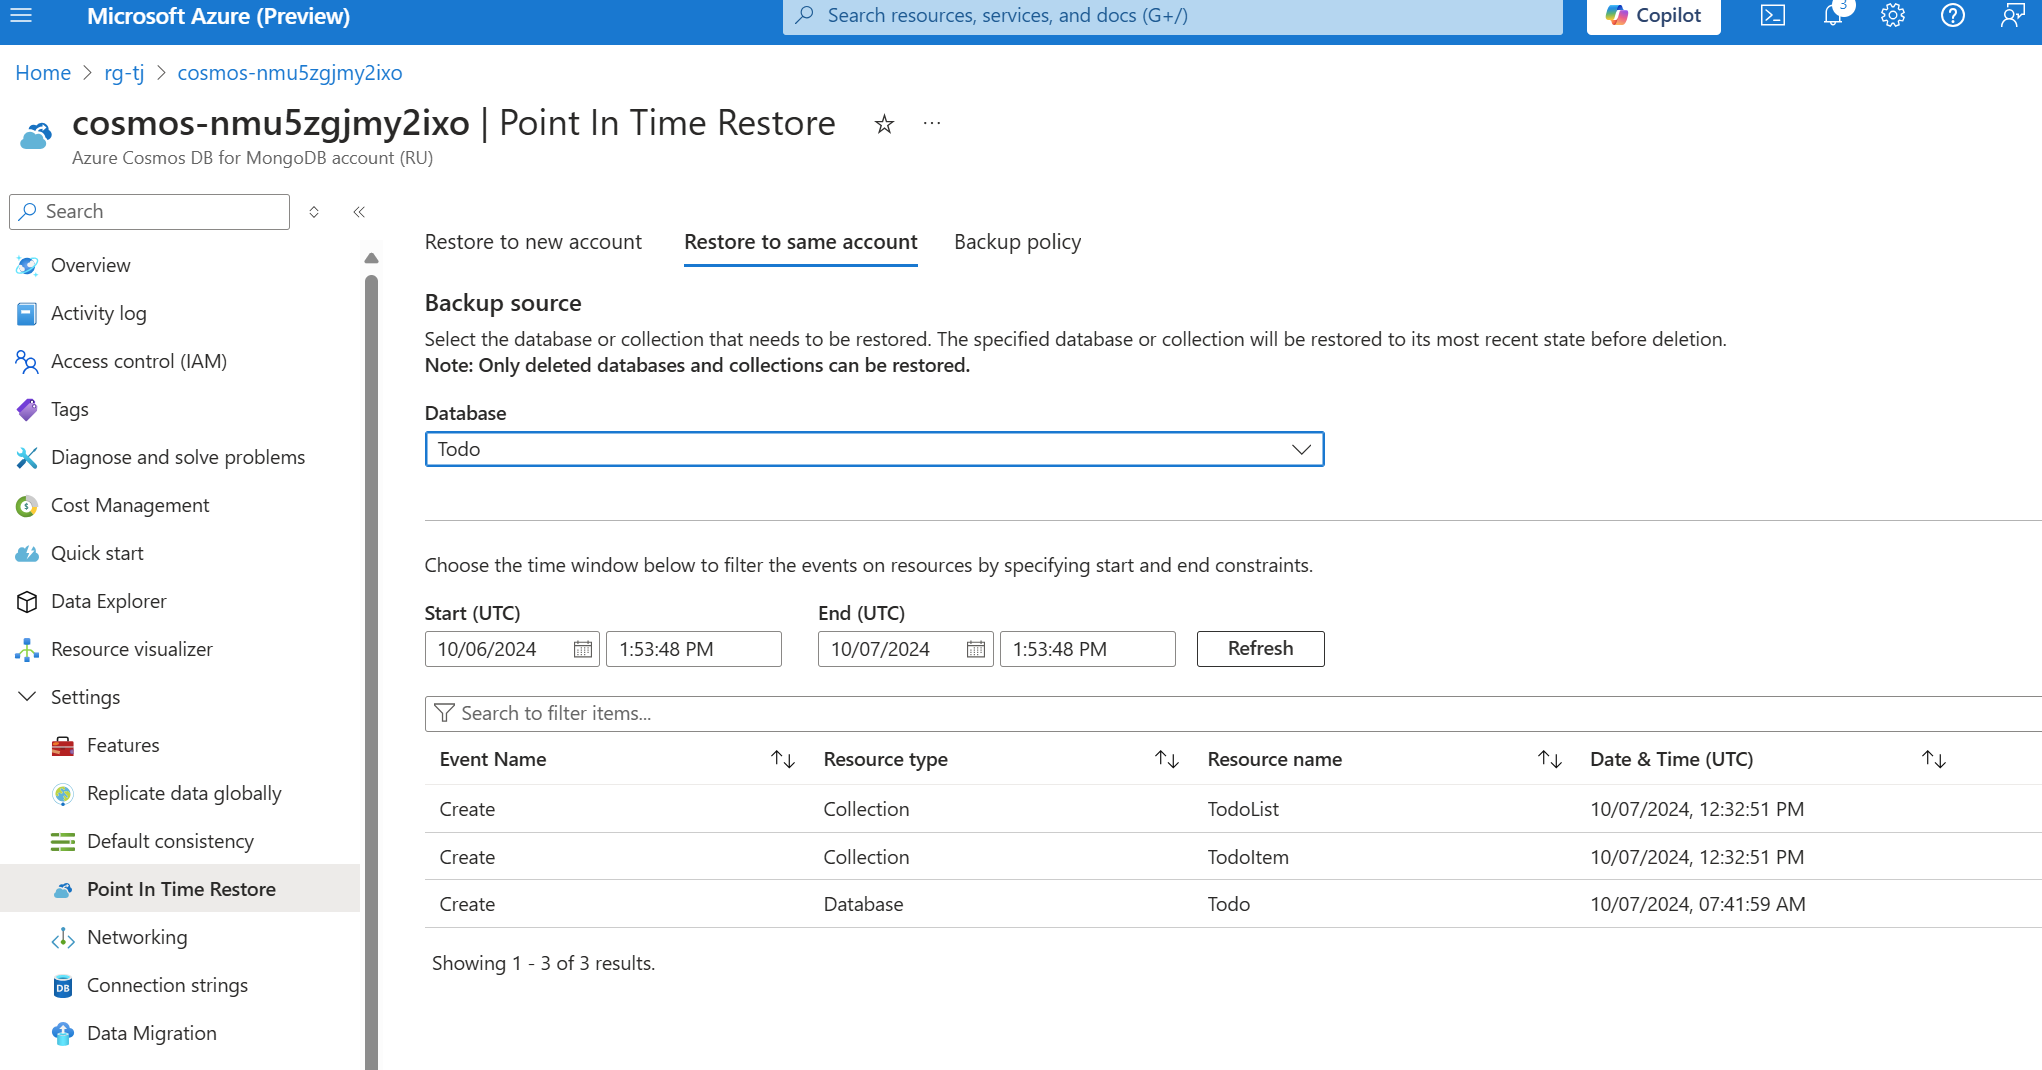 Microsoft Azure (Preview)
Search resources, services, and docs (G+/)
Copilot
3
Home > rg-tj > cosmos-nmu5zgjmy2ixo
cosmos-nmu5zgjmy2ixo | Point In Time Restore
Azure Cosmos DB for MongoDB account (RU)
Search
Overview
Activity log
Access control (IAM)
Tags
Diagnose and solve problems
Cost Management
Quick start
Data Explorer
Resource visualizer
Settings
Features
Replicate data globally
Default consistency
Point In Time Restore
Networking
Connection strings
Data Migration
Restore to new account Restore to same account Backup policy
Backup source
Select the database or collection that needs to be restored. The specified database or collection will be restored to its most recent state before deletion.
Note: Only deleted databases and collections can be restored.
Database
Todo
Choose the time window below to filter the events on resources by specifying start and end constraints.
Start (UTC) End (UTC)
10/06/2024 1:53:48 PM 10/07/2024 1:53:48 PM Refresh
Search to filter items...
Event Name Resource type Resource name Date & Time (UTC)
Create Collection TodoList 10/07/2024, 12:32:51 PM
Create Collection TodoItem 10/07/2024, 12:32:51 PM
Create Database Todo 10/07/2024, 07:41:59 AM
Showing 1 - 3 of 3 results.